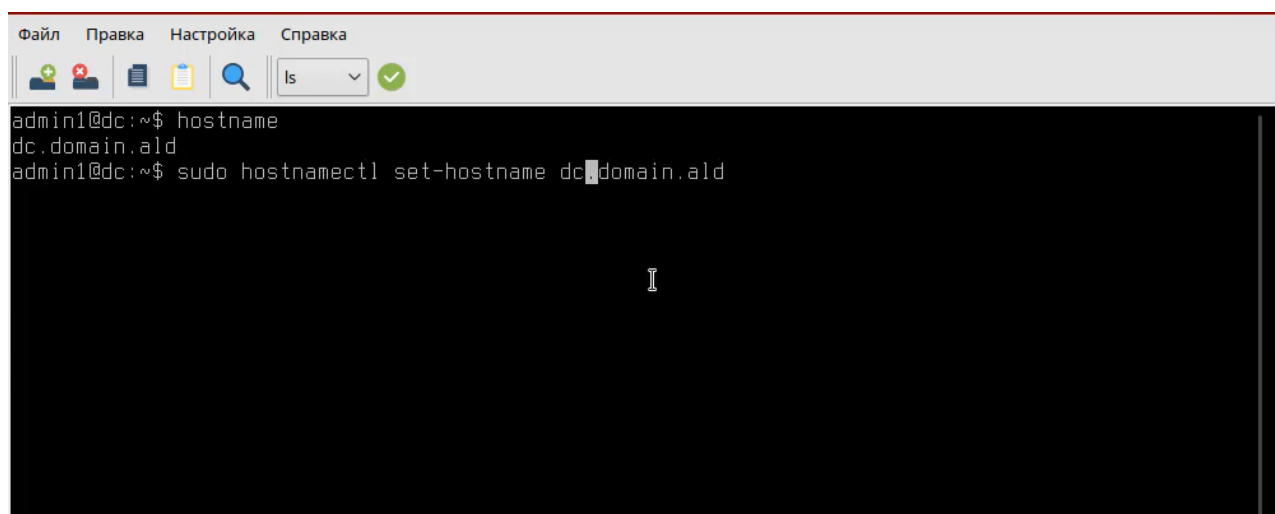 Файл Правка Настройка Справка
ls
admin1@dc:~$ hostname
dc.domain.ald
admin1@dc:~$ sudo hostnamectl set-hostname dc.domain.ald